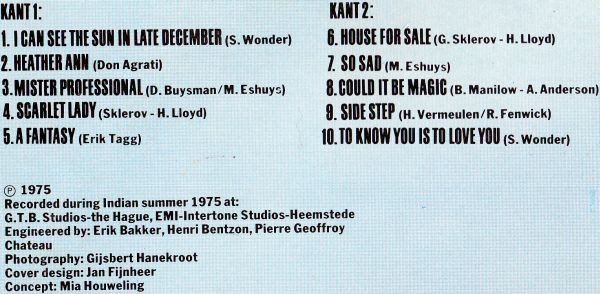 KANT 1:
1. I CAN SEE THE SUN IN LATE DECEMBER (S. Wonder)
2. HEATHER ANN (Don Agrati)
3. MISTER PROFESSIONAL (D. Buysman/M. Eshuys)
4. SCARLET LADY (Sklerov - H. Lloyd)
5. A FANTASY (Erik Tagg)
KANT 2:
6. HOUSE FOR SALE (G. Sklerov - H. Lloyd)
7. SO SAD (M. Eshuys)
8. COULD IT BE MAGIC (B. Manilow - A. Anderson)
9. SIDE STEP (H. Vermeulen/R. Fenwick)
10. TO KNOW YOU IS TO LOVE YOU (S. Wonder)
℗ 1975
Recorded during Indian summer 1975 at:
G.T.B. Studios-the Hague, EMI-Intertone Studios-Heemstede
Engineered by: Erik Bakker, Henri Bentzon, Pierre Geoffroy
Chateau
Photography: Gijsbert Hanekroot
Cover design: Jan Fijnheer
Concept: Mia Houweling